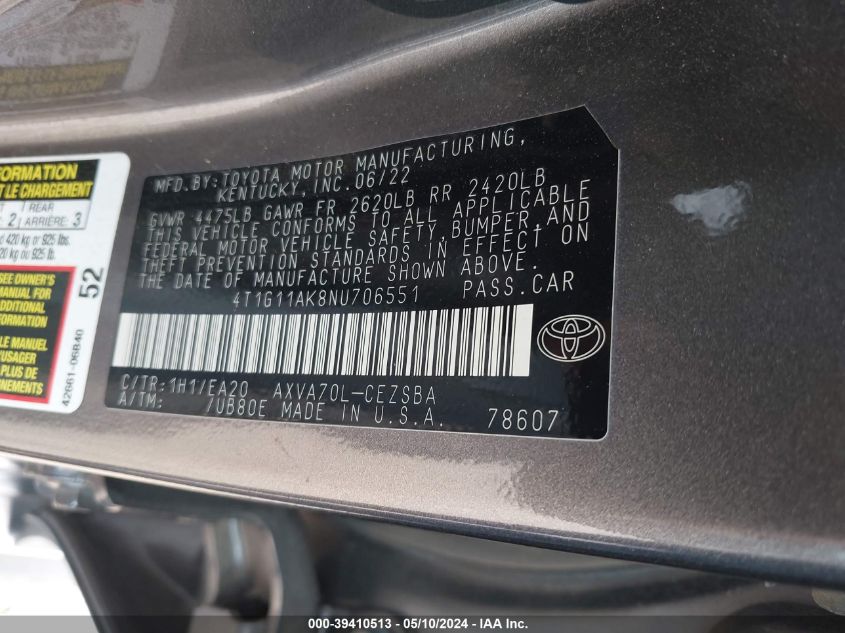 FORMATION
T LE CHARGEMENT
2
REAR
ARRIÈRE: 3
d 420 kg or 925 lbs.
20 kg ou 925 lb.
SEE OWNER'S
MANUAL FOR
ADDITIONAL
FORMATION
LE MANUEL
'USAGER
PLUS DE
IGNEMENTS
52
42661-06B40
MFD. BY: TOYOTA MOTOR MANUFACTURING,
KENTUCKY, INC. 06/22
GVWR 4475LB GAWR FR 2620LB RR 2420LB
THIS VEHICLE CONFORMS TO ALL APPLICABLE
FEDERAL MOTOR VEHICLE SAFETY, BUMPER, AND
THEFT PREVENTION STANDARDS IN EFFECT ON
THE DATE OF MANUFACTURE SHOWN ABOVE.
4T1G11AK8NU706551 PASS.CAR
C/TR: 1H1/EA20 AXVA70L-CEZSBA
A/TM: /UB80E MADE IN U.S.A. 78607
000-39410513 - 05/10/2024 - IAA Inc.